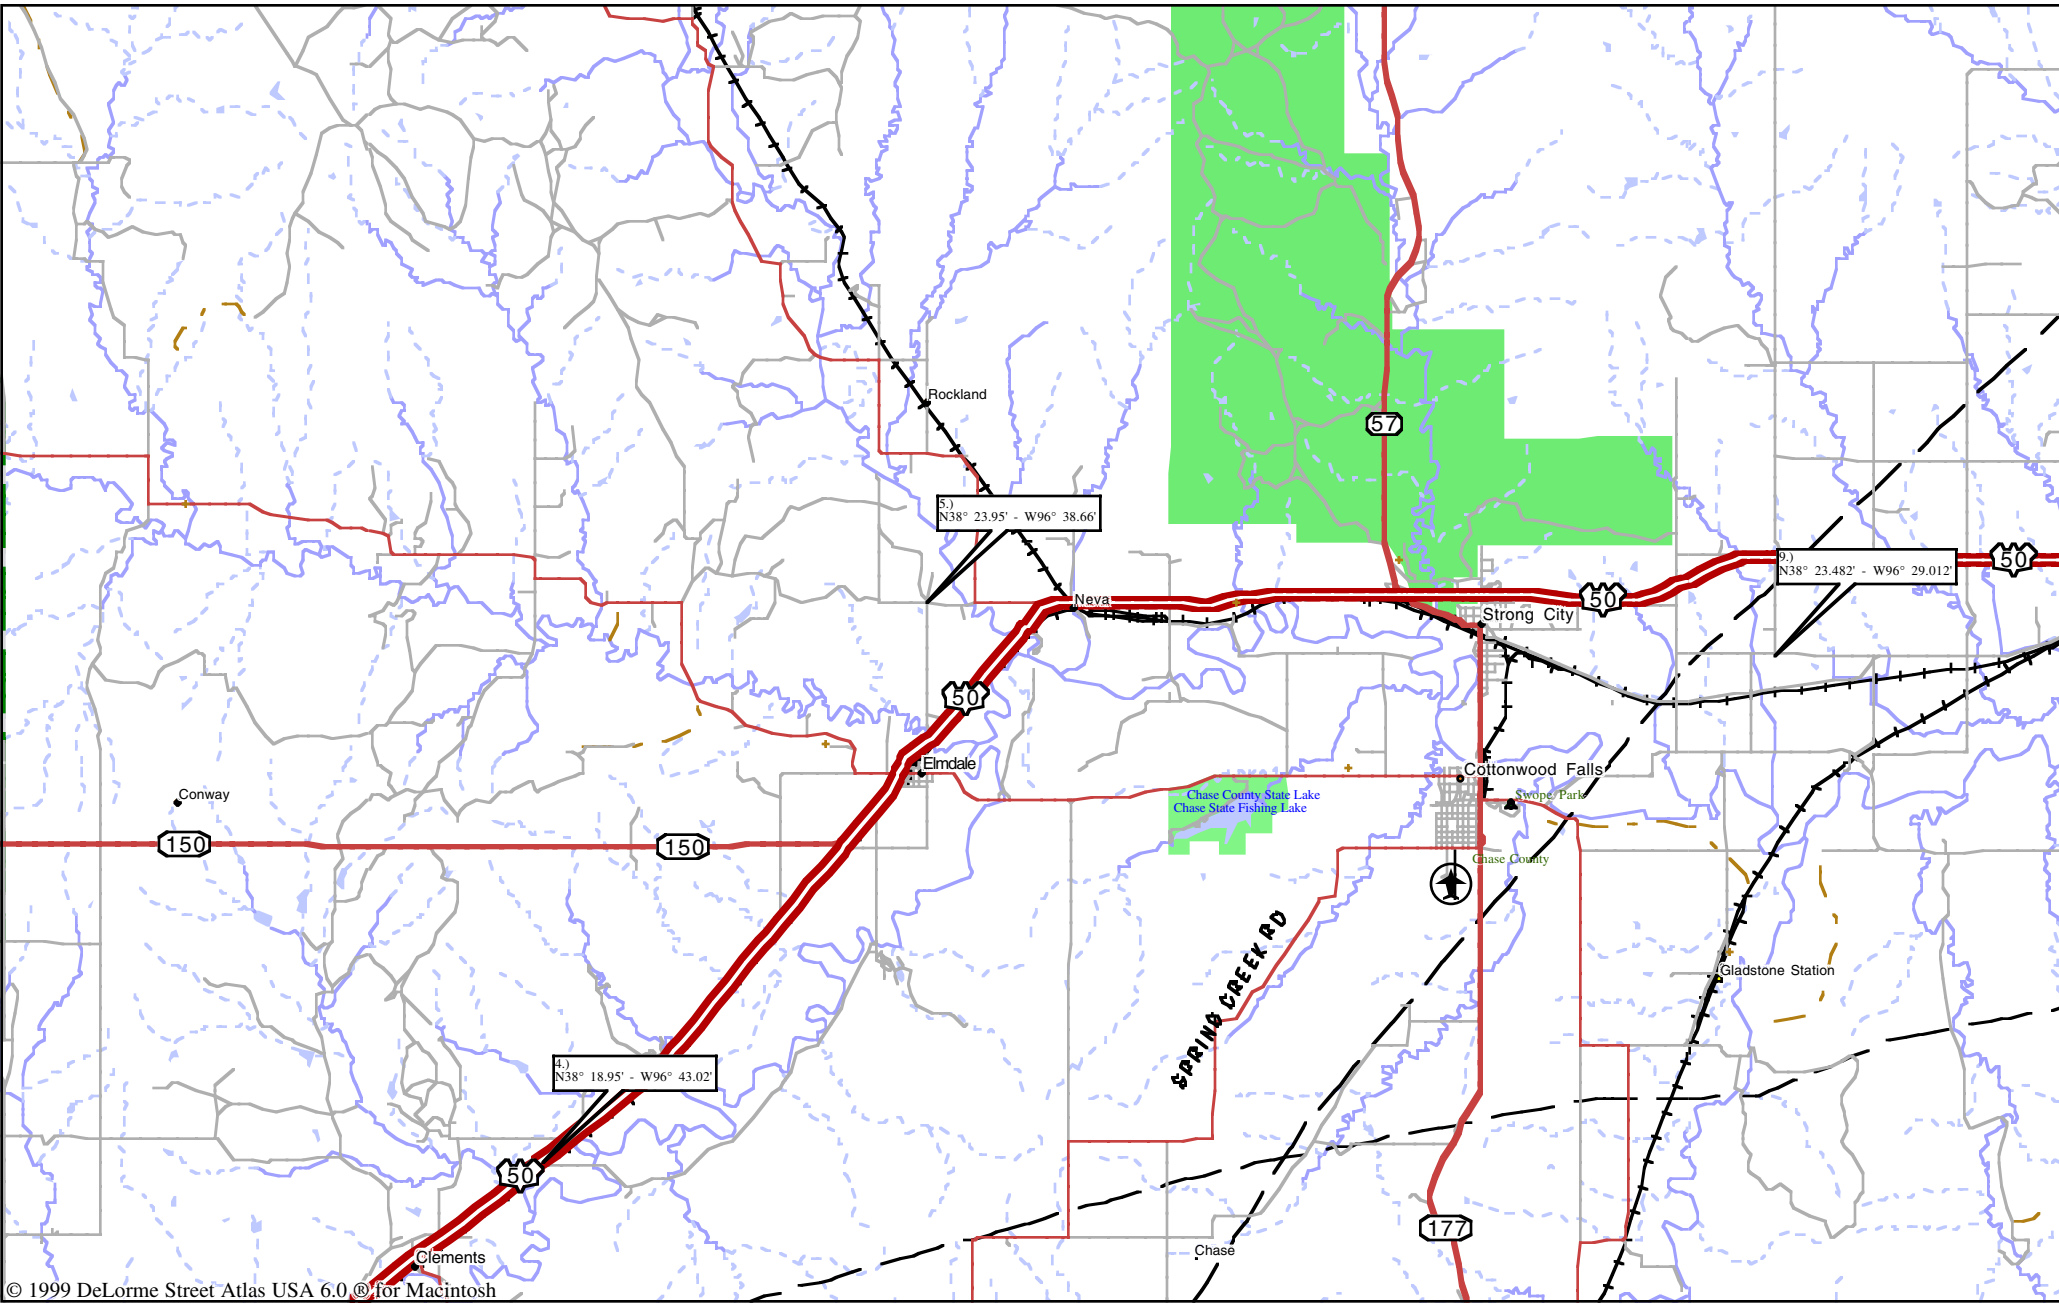 Rockland
57
5.)
N38° 23.95' - W96° 38.66'
9.)
N38° 23.482' - W96° 29.012'
50
50
Neva
Strong City
50
Elmdale
Cottonwood Falls
Conway
Chase County State Lake
Chase State Fishing Lake
Swope Park
150
150
Chase County
SPRING CREEK RD
Gladstone Station
4.)
N38° 18.95' - W96° 43.02'
50
177
Chase
Clements
© 1999 DeLorme Street Atlas USA 6.0 ® for Macintosh